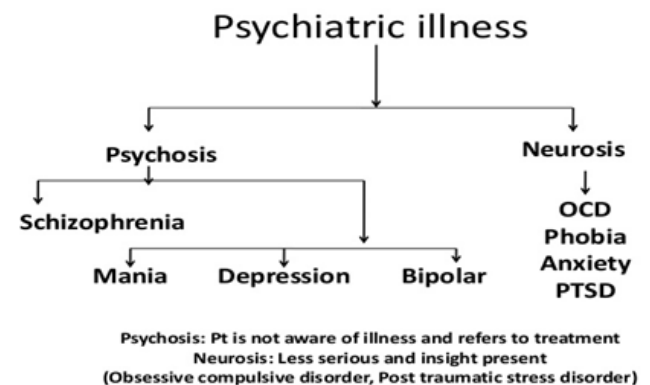 Psychiatric illness
Psychosis
Neurosis
Schizophrenia
Mania
Depression
Bipolar
OCD
Phobia
Anxiety
PTSD
Psychosis: Pt is not aware of illness and refers to treatment
Neurosis: Less serious and insight present
(Obsessive compulsive disorder, Post traumatic stress disorder)